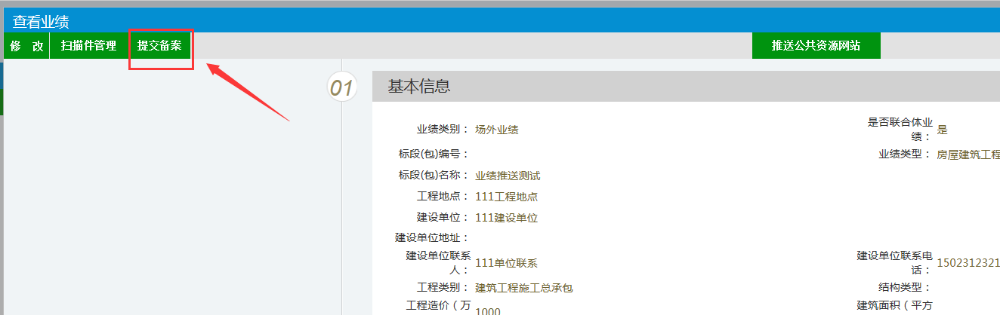 查看业绩
修 改 扫描件管理 提交备案 推送公共资源网站
01 基本信息
业绩类别： 场外业绩 是否联合体业绩： 是
标段(包)编号： 业绩类型： 房屋建筑工程
标段(包)名称： 业绩推送测试
工程地点： 111工程地点
建设单位： 111建设单位
建设单位地址：
建设单位联系人： 111单位联系 建设单位联系电话： 1502312321
工程类别： 建筑工程施工总承包 结构类型：
工程造价（万 1000 建筑面积（平方